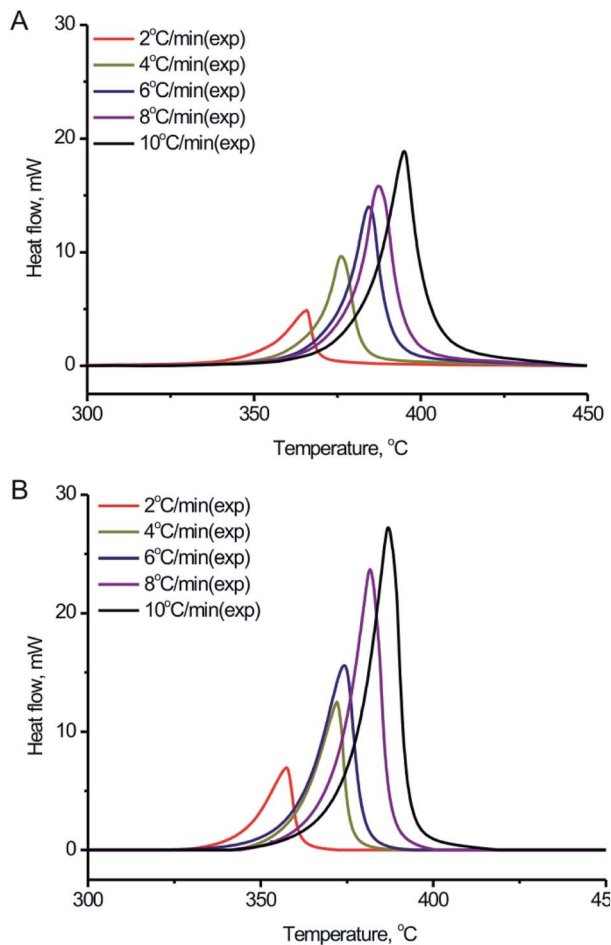 A
30
2°C/min(exp)
4°C/min(exp)
6°C/min(exp)
8°C/min(exp)
10°C/min(exp)
20
10
0
Heat flow, mW
300 350 400 450
Temperature, °C
B
30
2°C/min(exp)
4°C/min(exp)
6°C/min(exp)
8°C/min(exp)
10°C/min(exp)
20
10
0
Heat flow, mW
300 350 400 45
Temperature, °C